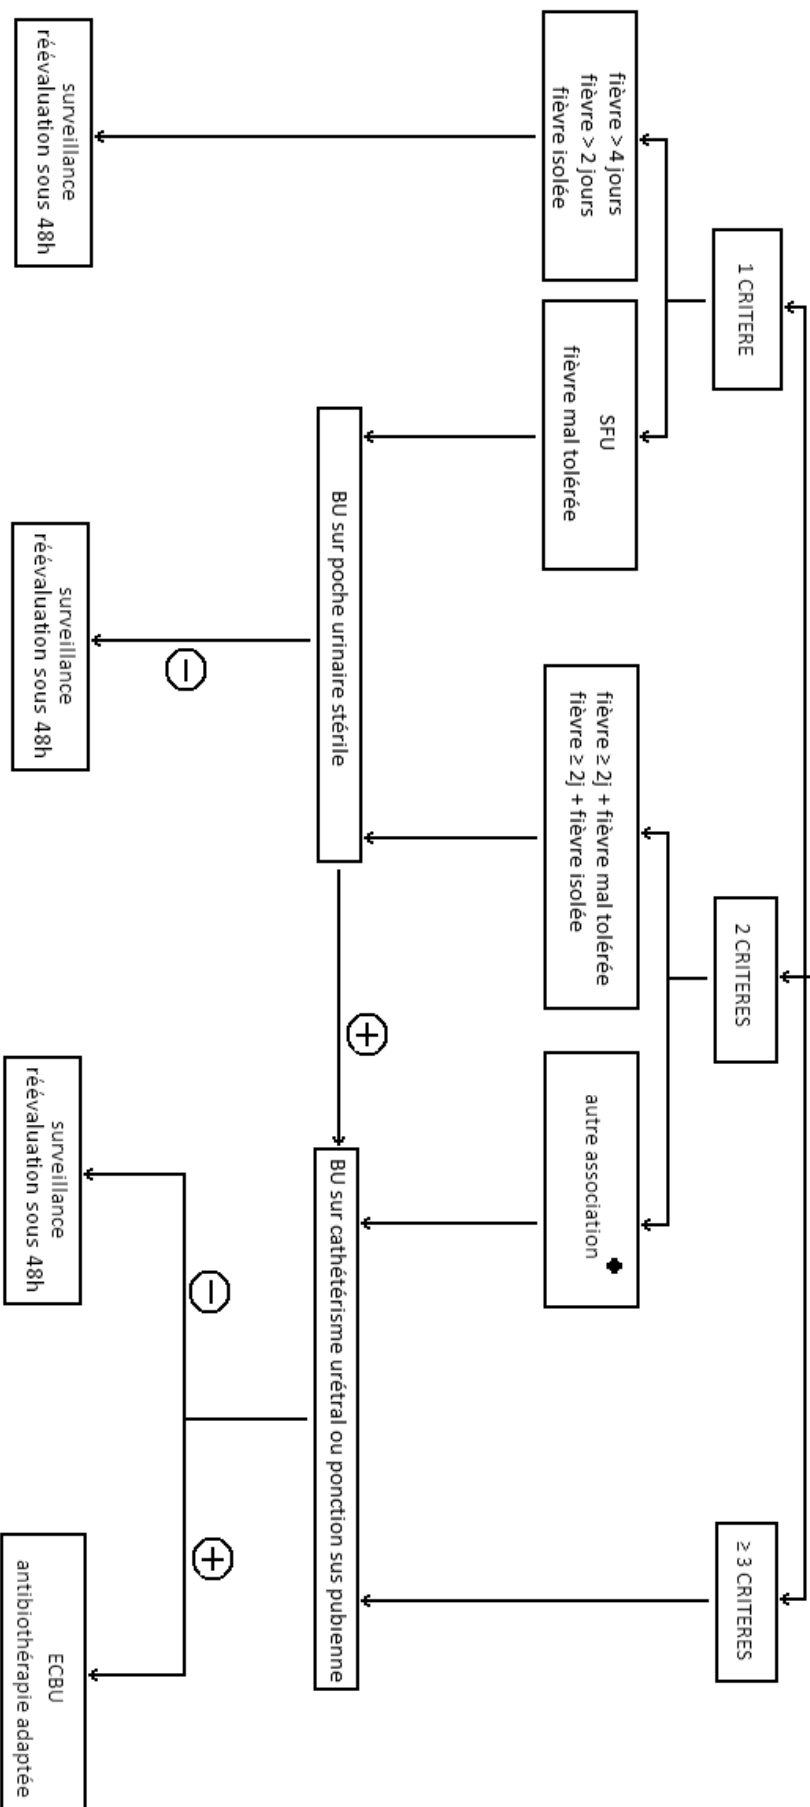 1 CRITERE
2 CRITERES
≥ 3 CRITERES
fièvre >4 jours
fièvre > 2 jours
fièvre isolée
SFU
fièvre mal tolérée
fièvre ≥ 2j + fièvre mal tolérée
fièvre ≥ 2j + fièvre isolée
autre association
BU sur poche urinaire stérile
+
BU sur cathétérisme urétral ou ponction sus pubienne
−
−
+
surveillance
réévaluation sous 48h
surveillance
réévaluation sous 48h
surveillance
réévaluation sous 48h
ECBU
antibiothérapie adaptée